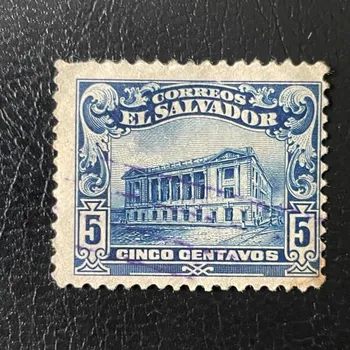 CORREOS
EL SALVADOR
5 5
CINCO CENTAVOS